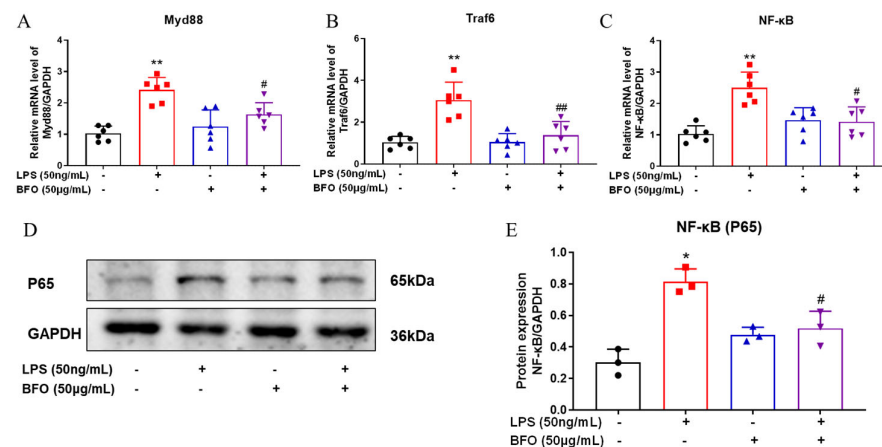 A
Myd88
Relative mRNA level of
Myd88/GAPDH
4
3
2
1
0
**
#
LPS (50ng/mL) - + - +
BFO (50μg/mL) - - + +
B
Traf6
Relative mRNA level of
Traf6/GAPDH
6
4
2
0
**
##
LPS (50ng/mL) - + - +
BFO (50μg/mL) - - + +
C
NF-κB
Relative mRNA level of
NF-κB/GAPDH
4
3
2
1
0
**
#
LPS (50ng/mL) - + - +
BFO (50μg/mL) - - + +
D
P65 65kDa
GAPDH 36kDa
LPS (50ng/mL) - + - +
BFO (50μg/mL) - - + +
E
NF-κB (P65)
Protein expression
NF-κB/GAPDH
1.0
0.8
0.6
0.4
0.2
0.0
*
#
LPS (50ng/mL) - + - +
BFO (50μg/mL) - - + +